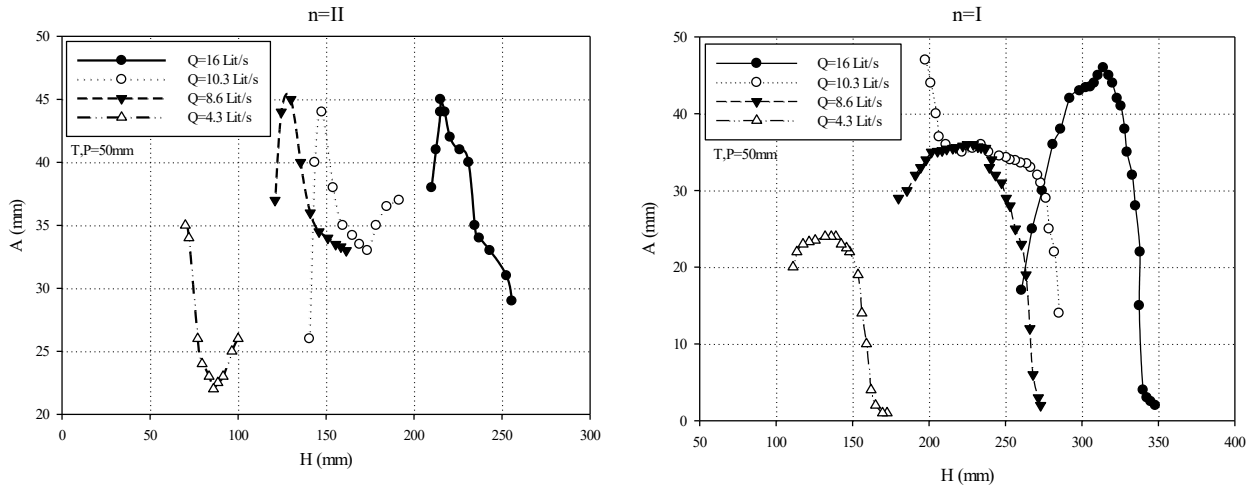 n=II
50
45
40
35
30
25
20
A (mm)
Q=16 Lit/s
Q=10.3 Lit/s
Q=8.6 Lit/s
Q=4.3 Lit/s
T,P=50mm
0 50 100 150 200 250 300
H (mm)
n=I
50
40
30
20
10
0
A (mm)
Q=16 Lit/s
Q=10.3 Lit/s
Q=8.6 Lit/s
Q=4.3 Lit/s
T,P=50mm
50 100 150 200 250 300 350 400
H (mm)